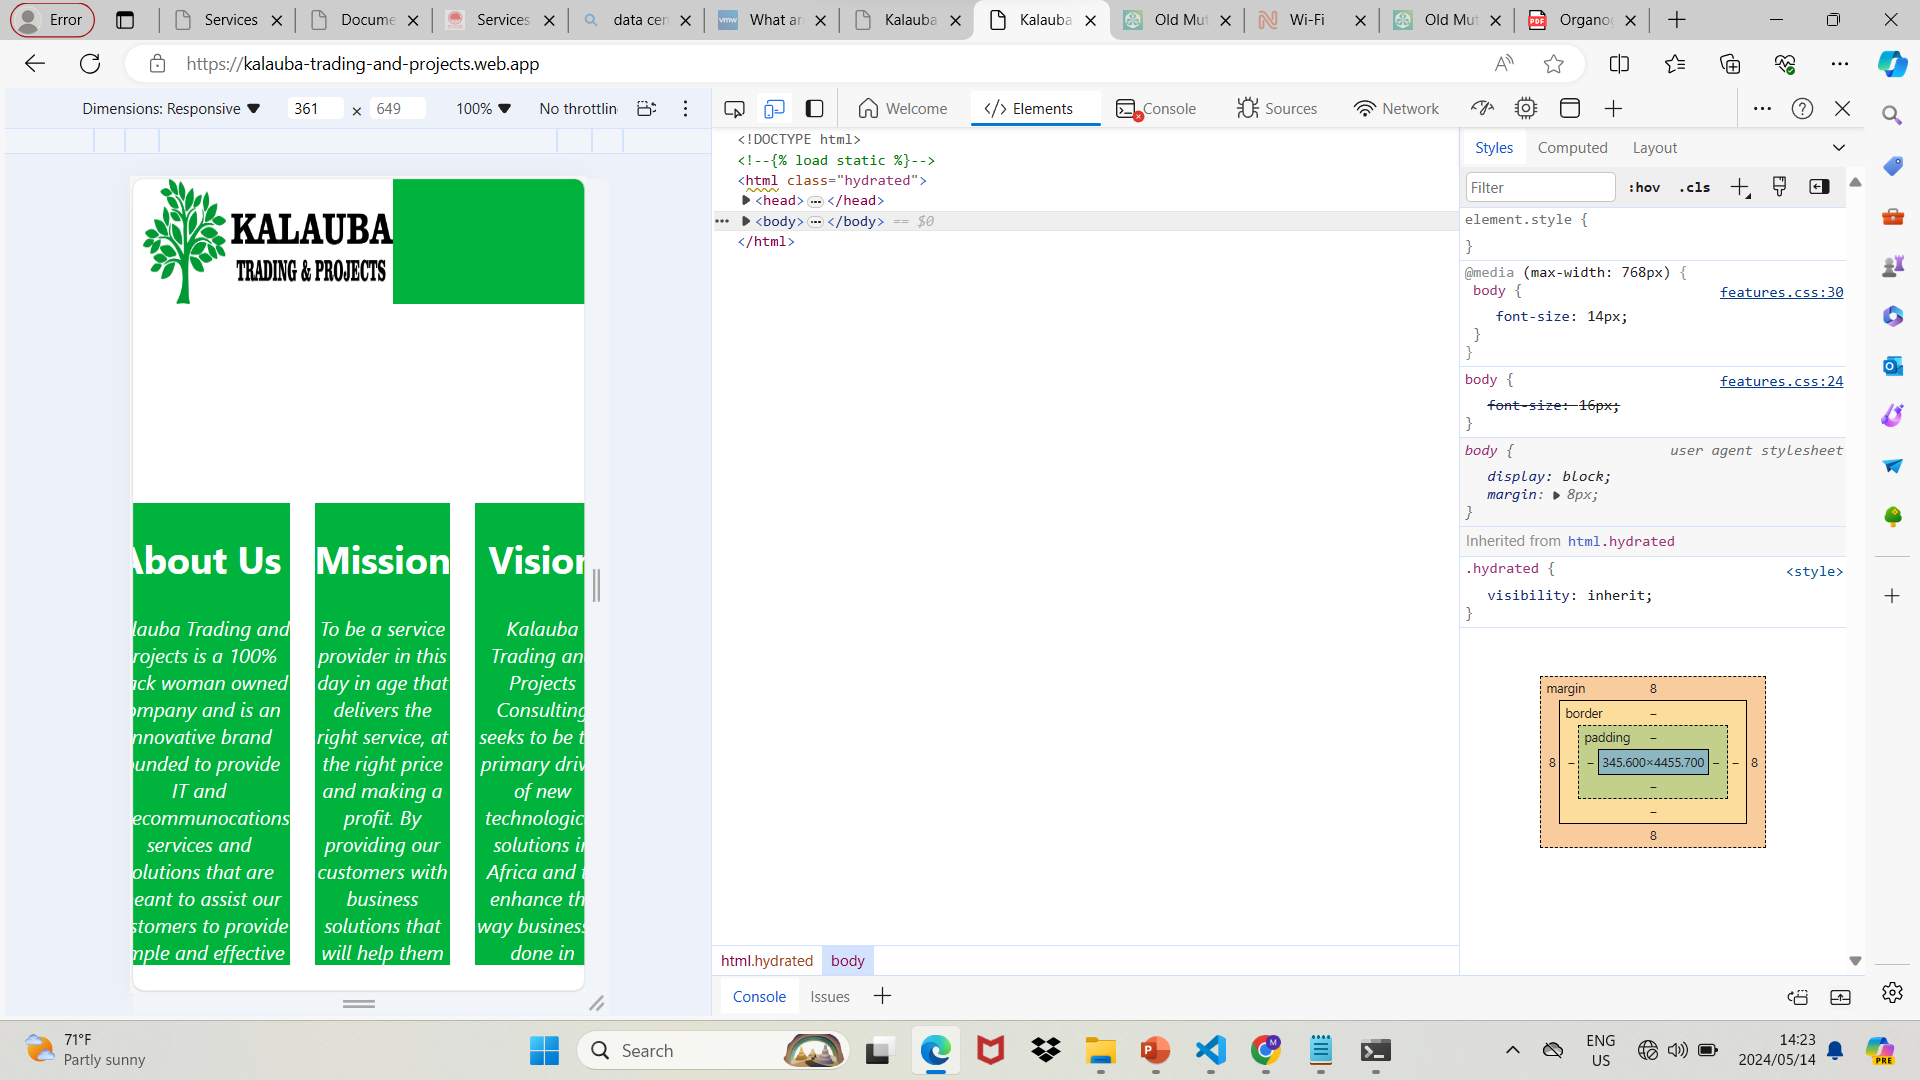 Error
Services
Docume
Services
data cen
What an
Kalauba
Kalauba
Old Mut
Wi-Fi
Old Mut
Organo
https://kalauba-trading-and-projects.web.app
Dimensions: Responsive
361
×
649
100%
No throttlin
Welcome
Elements
Console
Sources
Network
KALAUBA
TRADING & PROJECTS
About Us
lauba Trading and
rojects is a 100%
ack woman owned
ompany and is an
nnovative brand
ounded to provide
IT and
ecommunocations
services and
olutions that are
eant to assist our
stomers to provide
mple and effective
Mission
To be a service
provider in this
day in age that
delivers the
right service, at
the right price
and making a
profit. By
providing our
customers with
business
solutions that
will help them
Vision
Kalauba
Trading an
Projects
Consulting
seeks to be t
primary driv
of new
technologic
solutions in
Africa and t
enhance th
way business
done in
<!DOCTYPE html>
<!--{% load static %}-->
<html class="hydrated">
<head> ••• </head>
••• <body> ••• </body> == $0
</html>
html.hydrated
body
Styles
Computed
Layout
Filter
:hov
.cls
element.style {
}
@media (max-width: 768px) {
body {
features.css:30
font-size: 14px;
}
}
body {
features.css:24
font-size: 16px;
}
body {
user agent stylesheet
display: block;
margin: 8px;
}
Inherited from html.hydrated
.hydrated {
<style>
visibility: inherit;
}
margin
8
border
–
padding
–
8
–
–
345.600×4455.700
–
–
8
–
–
8
Console
Issues
71°F
Partly sunny
Search
PRE
ENG
US
14:23
2024/05/14